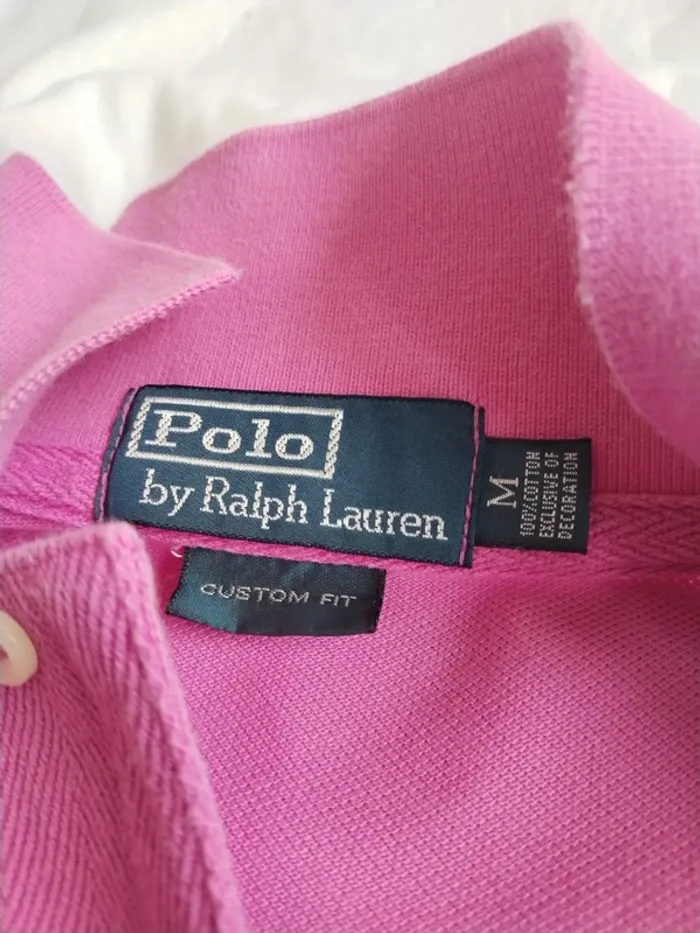 Polo
by Ralph Lauren
M
100%COTTON
EXCLUSIVE OF
DECORATION
CUSTOM FIT